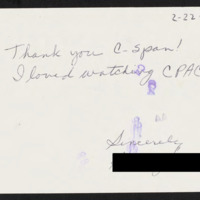 2-22
Thank you C-Span!
I loved watching CPAC
Sincerely